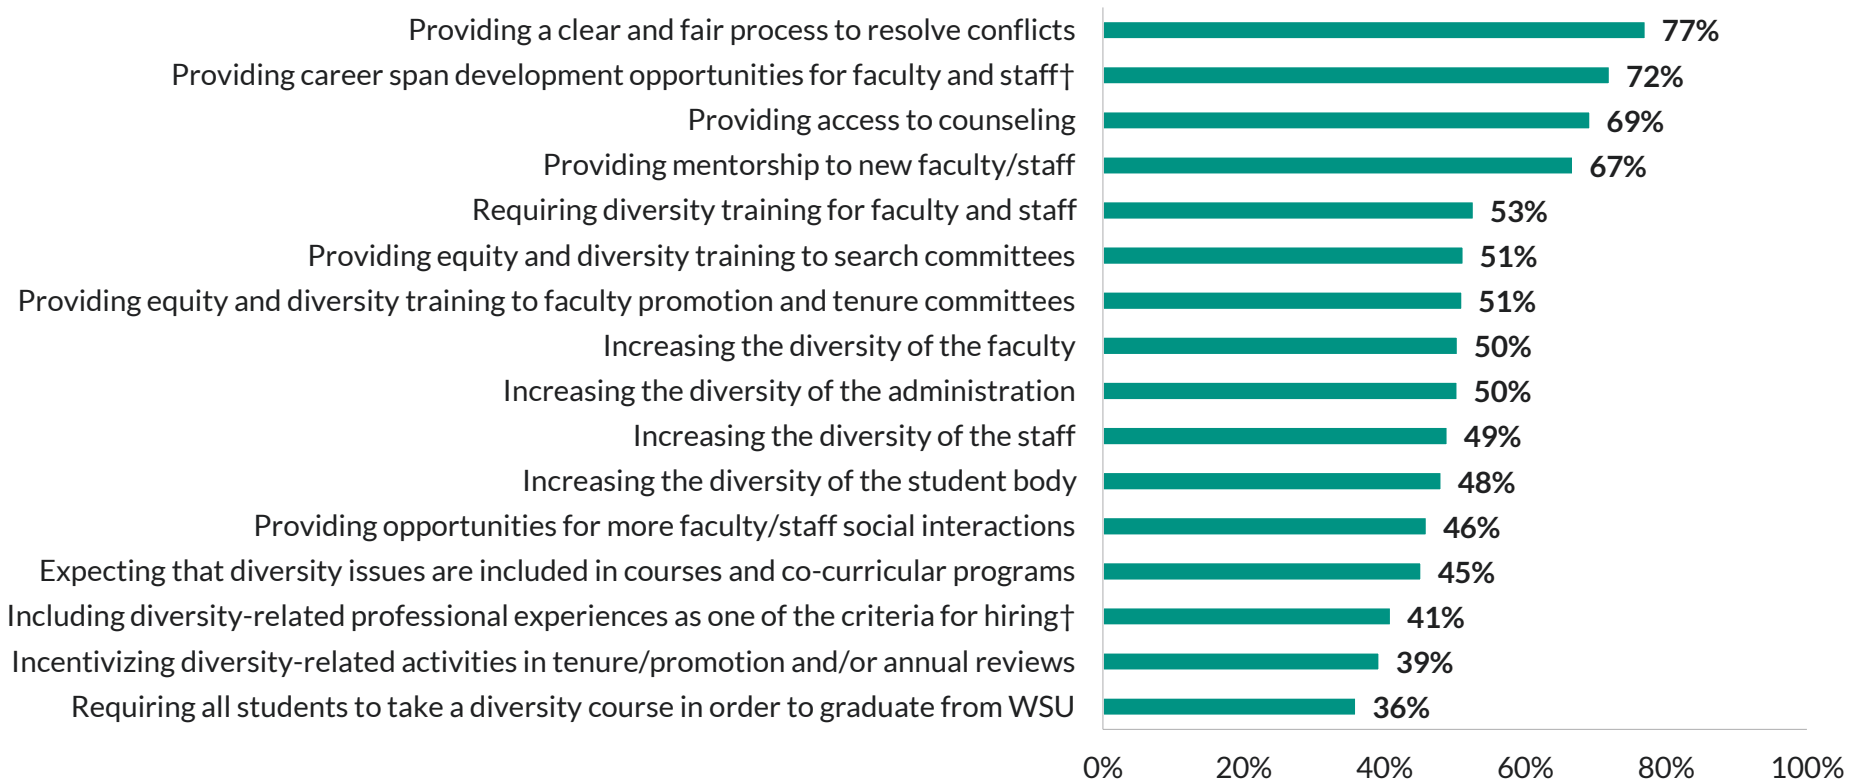 Providing a clear and fair process to resolve conflicts 77%
Providing career span development opportunities for faculty and staff† 72%
Providing access to counseling 69%
Providing mentorship to new faculty/staff 67%
Requiring diversity training for faculty and staff 53%
Providing equity and diversity training to search committees 51%
Providing equity and diversity training to faculty promotion and tenure committees 51%
Increasing the diversity of the faculty 50%
Increasing the diversity of the administration 50%
Increasing the diversity of the staff 49%
Increasing the diversity of the student body 48%
Providing opportunities for more faculty/staff social interactions 46%
Expecting that diversity issues are included in courses and co-curricular programs 45%
Including diversity-related professional experiences as one of the criteria for hiring† 41%
Incentivizing diversity-related activities in tenure/promotion and/or annual reviews 39%
Requiring all students to take a diversity course in order to graduate from WSU 36%
0% 20% 40% 60% 80% 100%